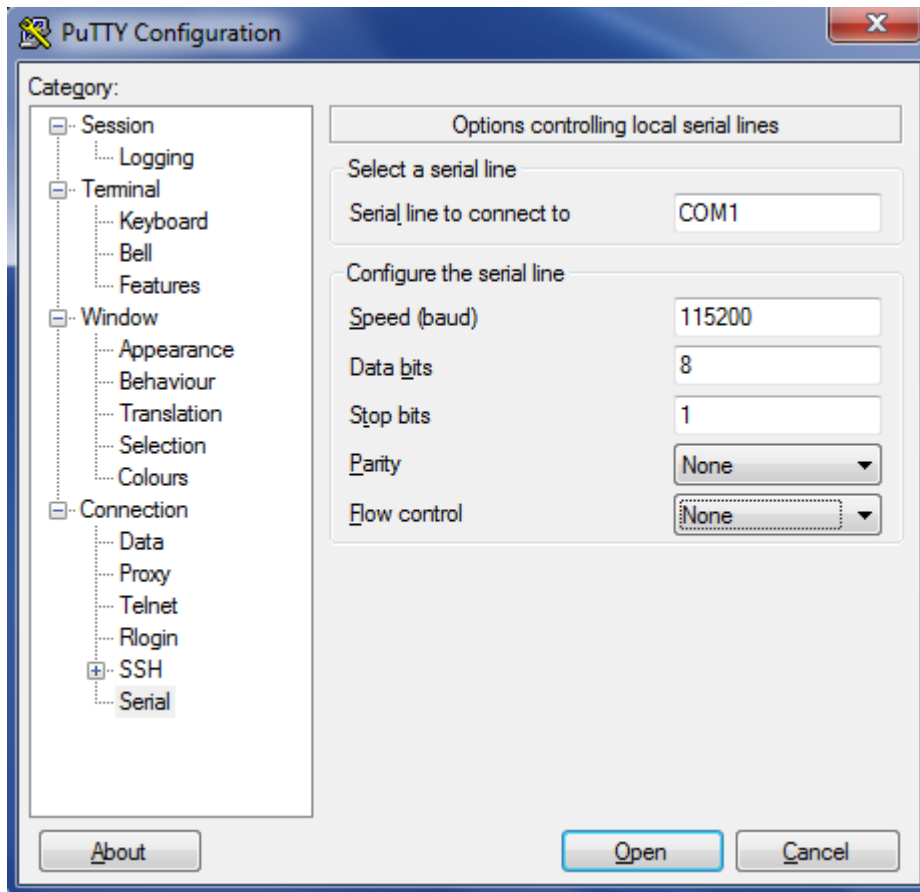 PuTTY Configuration
Category:
Session
Logging
Terminal
Keyboard
Bell
Features
Window
Appearance
Behaviour
Translation
Selection
Colours
Connection
Data
Proxy
Telnet
Rlogin
SSH
Serial
Options controlling local serial lines
Select a serial line
Serial line to connect to COM1
Configure the serial line
Speed (baud) 115200
Data bits 8
Stop bits 1
Parity None
Flow control None
About Open Cancel